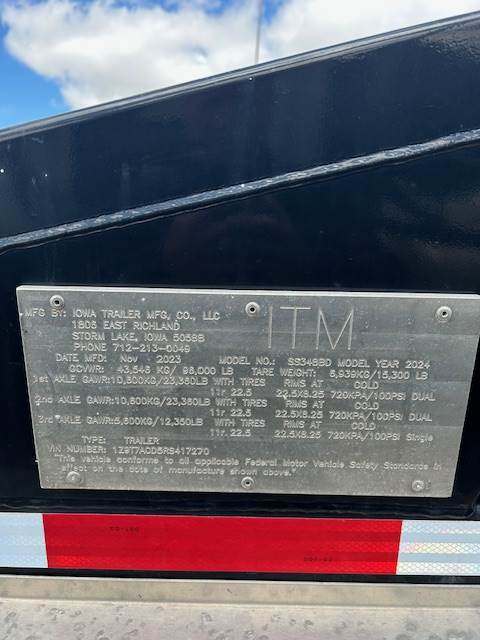 MFG BY: IOWA TRAILER MFG, CO., LLC
1806 EAST RICHLAND
STORM LAKE, IOWA 50588
PHONE 712-213-0049
ITM
DATE MFD: Nov 2023 MODEL NO.: SS348BD MODEL YEAR 2024
GCVWR: 43,546 KG/ 96,000 LB TARE WEIGHT: 6,939KG/15,300 LB
1st AXLE GAWR:10,600KG/23,360LB WITH TIRES RIMS AT COLD
11r 22.5 22.5X8.25 720KPA/100PSI DUAL
2nd AXLE GAWR:10,600KG/23,360LB WITH TIRES RIMS AT COLD
11r 22.5 22.5X8.25 720KPA/100PSI DUAL
3rd AXLE GAWR:5,600KG/12,350LB WITH TIRES RIMS AT COLD
11r 22.5 22.5X8.25 720KPA/100PSI Single
TYPE: TRAILER
VIN NUMBER: 1Z9T7ACD5RS417270
"This vehicle conforms to all applicable Federal Motor Vehicle Safety Standards in
effect on the date of manufacture shown above."